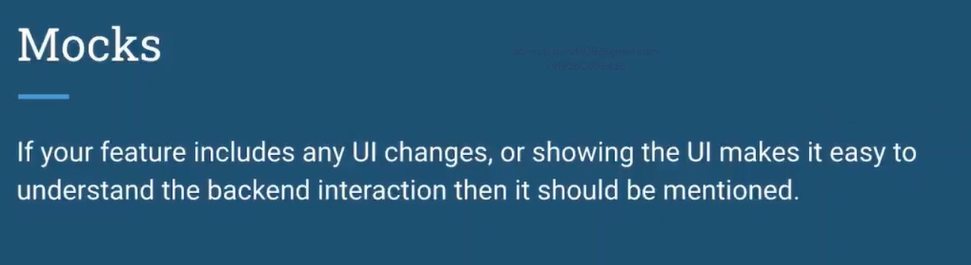 Mocks
If your feature includes any UI changes, or showing the UI makes it easy to
understand the backend interaction then it should be mentioned.